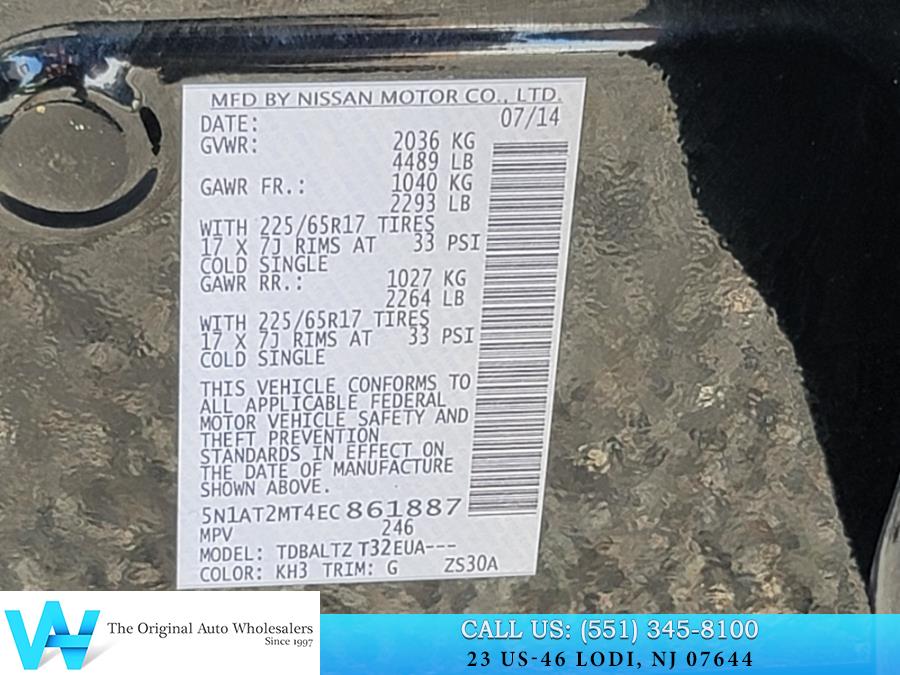 MFD BY NISSAN MOTOR CO., LTD.
DATE: 07/14
GVWR: 2036 KG
4489 LB
GAWR FR.: 1040 KG
2293 LB
WITH 225/65R17 TIRES
17 X 7J RIMS AT 33 PSI
COLD SINGLE
GAWR RR.: 1027 KG
2264 LB
WITH 225/65R17 TIRES
17 X 7J RIMS AT 33 PSI
COLD SINGLE
THIS VEHICLE CONFORMS TO
ALL APPLICABLE FEDERAL
MOTOR VEHICLE SAFETY AND
THEFT PREVENTION
STANDARDS IN EFFECT ON
THE DATE OF MANUFACTURE
SHOWN ABOVE.
5N1AT2MT4EC861887
MPV 246
MODEL: TDBALTZ T32EUA---
COLOR: KH3 TRIM: G ZS30A
The Original Auto Wholesalers
Since 1997
CALL US: (551) 345-8100
23 US-46 LODI, NJ 07644